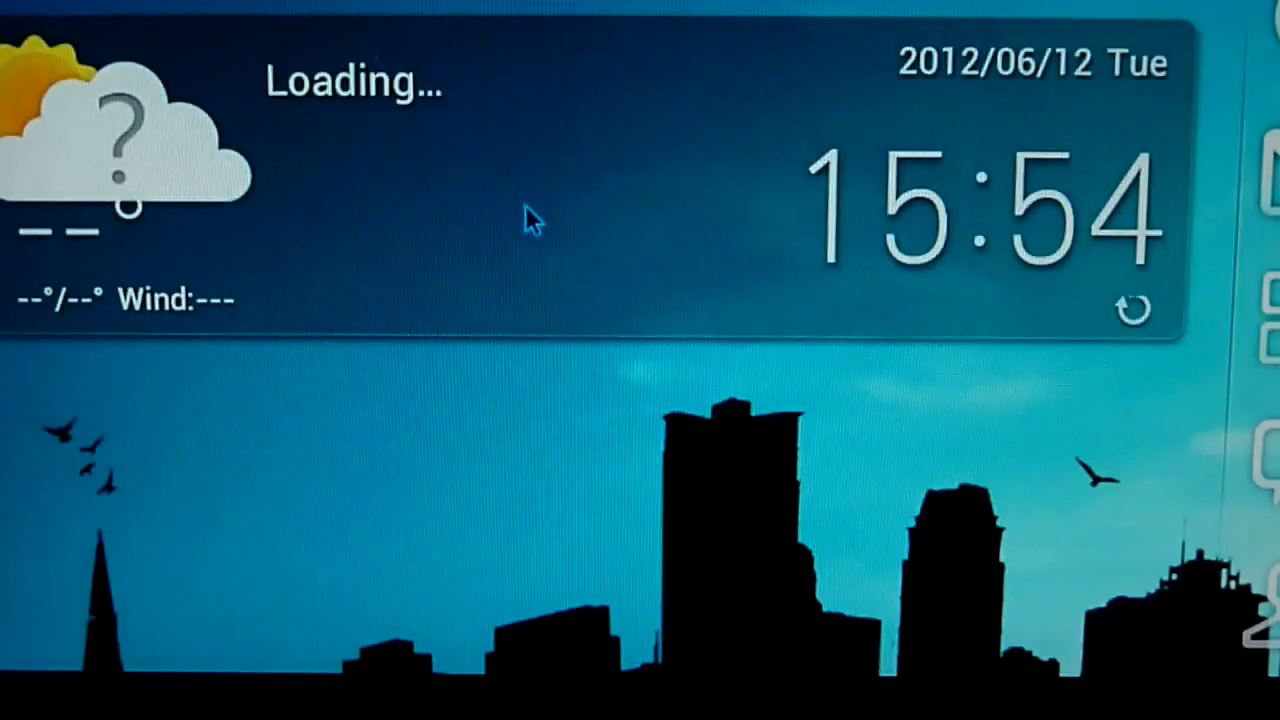 Loading...
2012/06/12 Tue
?
15:54
– –
--°/--° Wind:---